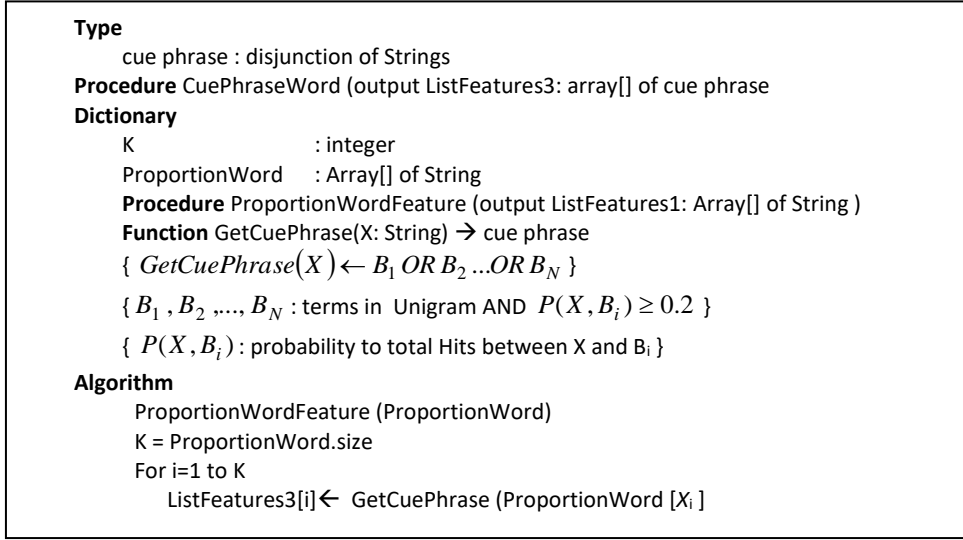 Type
cue phrase : disjunction of Strings
Procedure CuePhraseWord (output ListFeatures3: array[] of cue phrase
Dictionary
K : integer
ProportionWord : Array[] of String
Procedure ProportionWordFeature (output ListFeatures1: Array[] of String )
Function GetCuePhrase(X: String) → cue phrase
{ GetCuePhrase(X) ← B₁ OR B₂ ...OR B_N }
{ B₁ , B₂ ,..., B_N : terms in Unigram AND P(X , Bᵢ) ≥ 0.2 }
{ P(X , Bᵢ) : probability to total Hits between X and Bᵢ }
Algorithm
ProportionWordFeature (ProportionWord)
K = ProportionWord.size
For i=1 to K
ListFeatures3[i]← GetCuePhrase (ProportionWord [Xᵢ ]